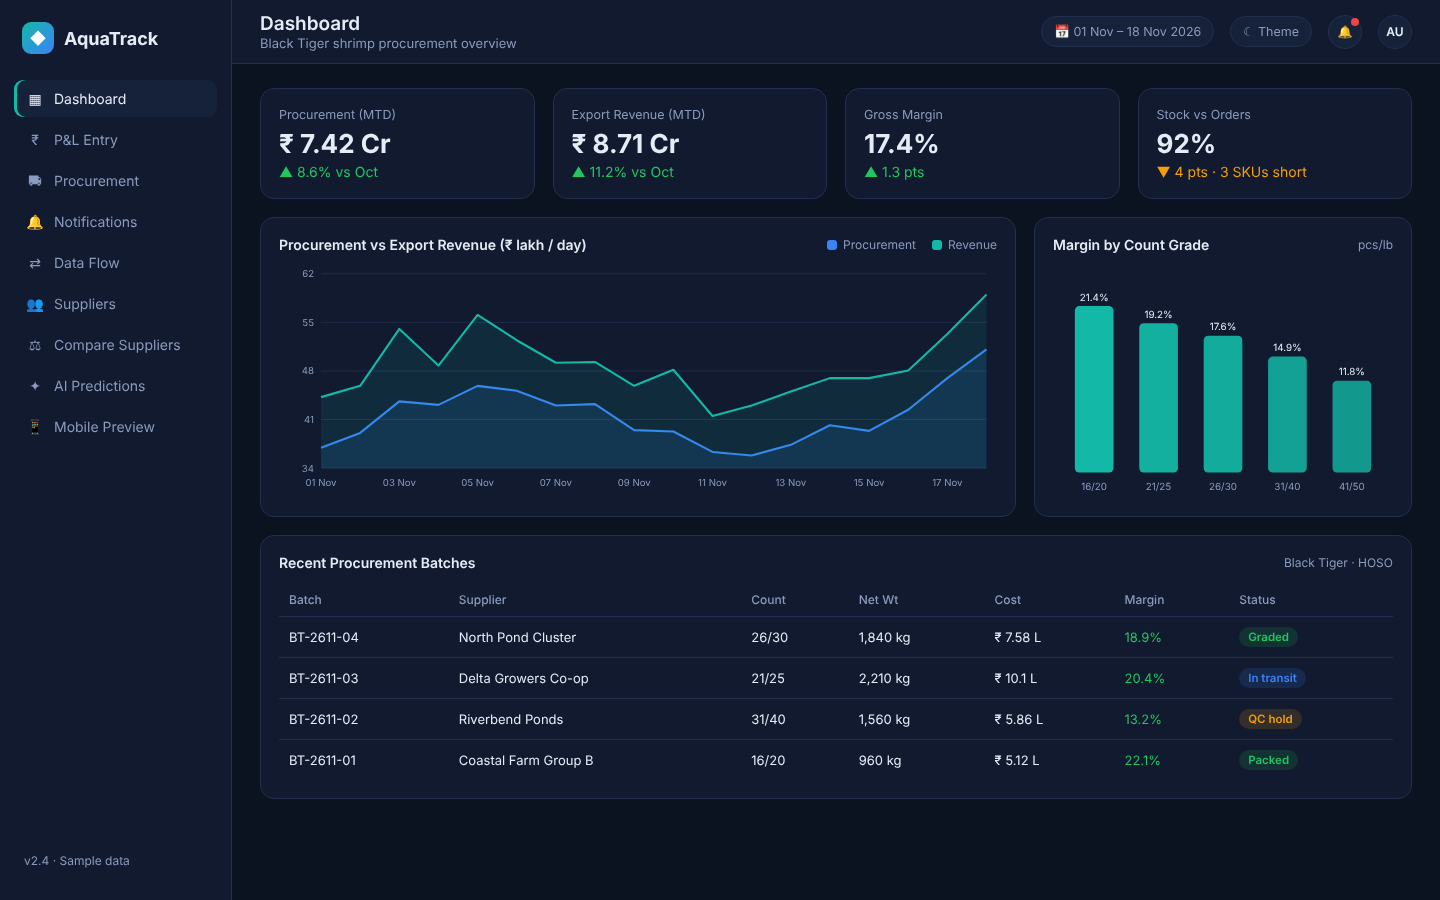 AquaTrack
Dashboard
₹ P&L Entry
Procurement
Notifications
Data Flow
Suppliers
Compare Suppliers
AI Predictions
Mobile Preview
v2.4 · Sample data
Dashboard
Black Tiger shrimp procurement overview
01 Nov – 18 Nov 2026
Theme
AU
Procurement (MTD)
₹ 7.42 Cr
▲ 8.6% vs Oct
Export Revenue (MTD)
₹ 8.71 Cr
▲ 11.2% vs Oct
Gross Margin
17.4%
▲ 1.3 pts
Stock vs Orders
92%
▼ 4 pts · 3 SKUs short
Procurement vs Export Revenue (₹ lakh / day)
Procurement Revenue
62
55
48
41
34
01 Nov 03 Nov 05 Nov 07 Nov 09 Nov 11 Nov 13 Nov 15 Nov 17 Nov
Margin by Count Grade pcs/lb
21.4%
19.2%
17.6%
14.9%
11.8%
16/20 21/25 26/30 31/40 41/50
Recent Procurement Batches Black Tiger · HOSO
Batch Supplier Count Net Wt Cost Margin Status
BT-2611-04 North Pond Cluster 26/30 1,840 kg ₹ 7.58 L 18.9% Graded
BT-2611-03 Delta Growers Co-op 21/25 2,210 kg ₹ 10.1 L 20.4% In transit
BT-2611-02 Riverbend Ponds 31/40 1,560 kg ₹ 5.86 L 13.2% QC hold
BT-2611-01 Coastal Farm Group B 16/20 960 kg ₹ 5.12 L 22.1% Packed